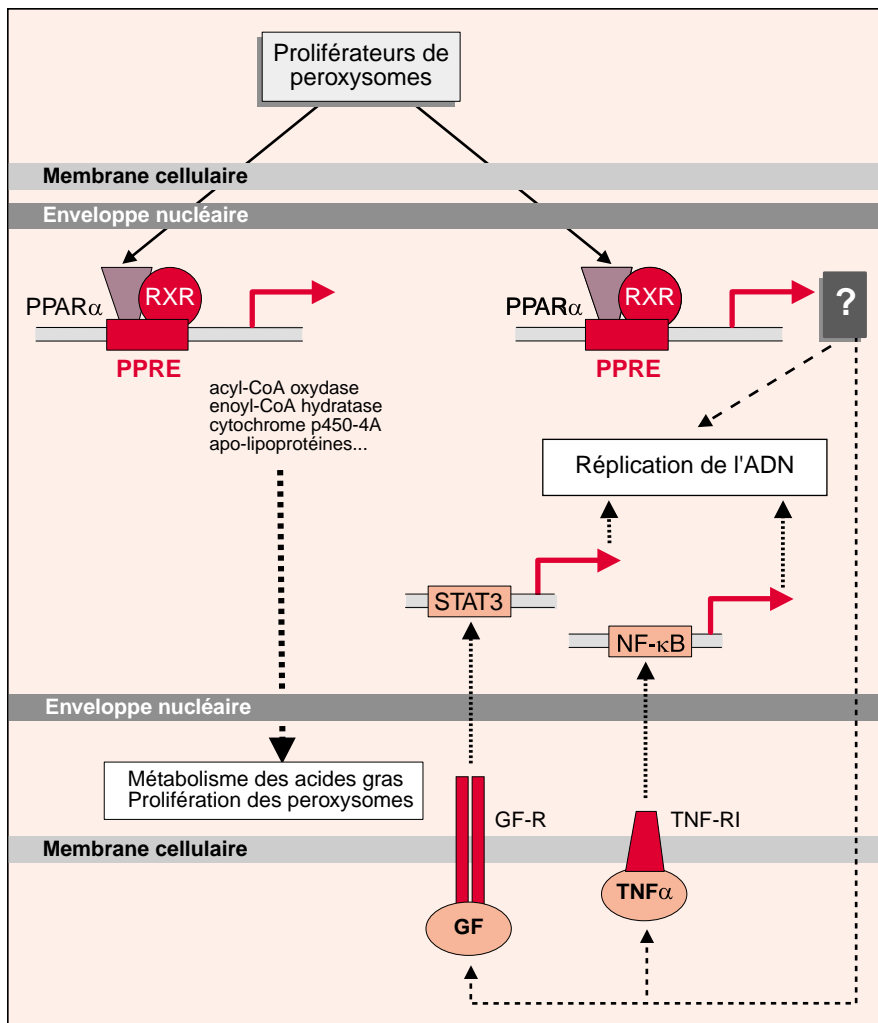 Proliférateurs de
peroxysomes
Membrane cellulaire
Enveloppe nucléaire
PPARα
RXR
PPRE
PPARα
RXR
PPRE
?
acyl-CoA oxydase
enoyl-CoA hydratase
cytochrome p450-4A
apo-lipoprotéines...
Réplication de l'ADN
STAT3
NF-κB
Enveloppe nucléaire
Métabolisme des acides gras
Prolifération des peroxysomes
GF-R
TNF-RI
Membrane cellulaire
GF
TNFα